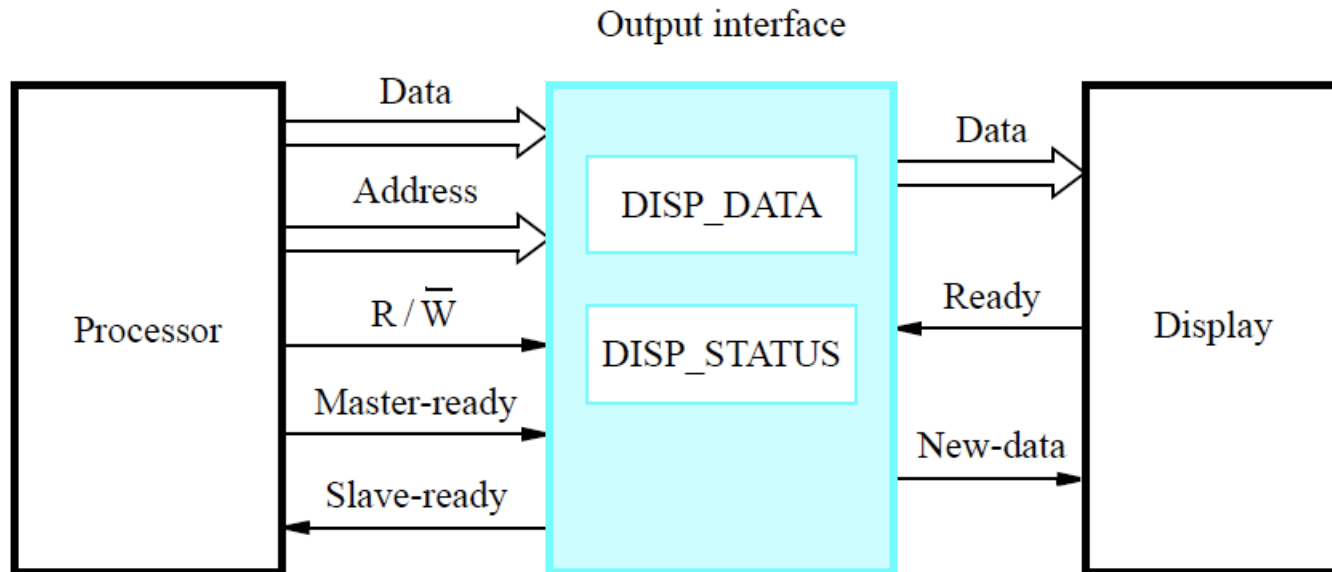 Output interface
Data
Address
R / W̅
Master-ready
Slave-ready
Processor
DISP_DATA
DISP_STATUS
Data
Ready
New-data
Display